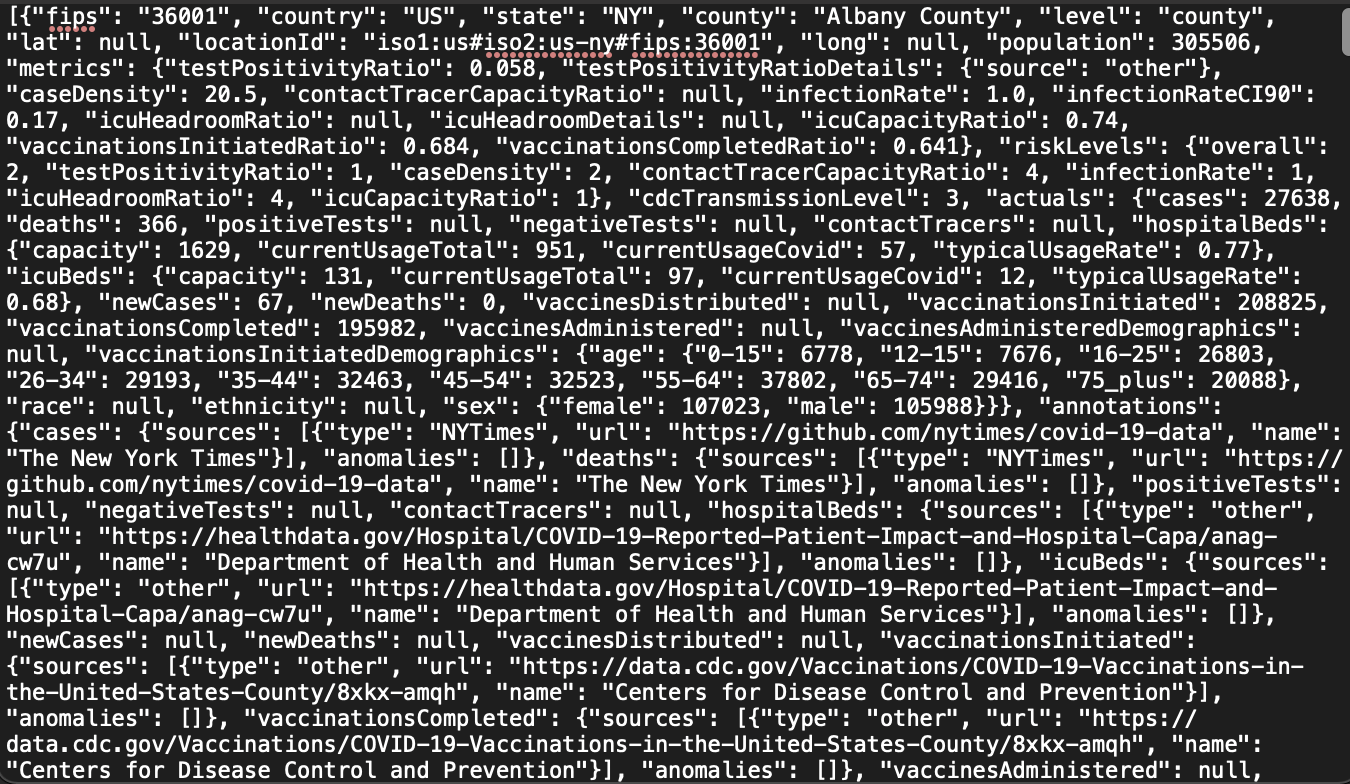 [{"fips": "36001", "country": "US", "state": "NY", "county": "Albany County", "level": "county",
"lat": null, "locationId": "iso1:us#iso2:us-ny#fips:36001", "long": null, "population": 305506,
"metrics": {"testPositivityRatio": 0.058, "testPositivityRatioDetails": {"source": "other"},
"caseDensity": 20.5, "contactTracerCapacityRatio": null, "infectionRate": 1.0, "infectionRateCI90":
0.17, "icuHeadroomRatio": null, "icuHeadroomDetails": null, "icuCapacityRatio": 0.74,
"vaccinationsInitiatedRatio": 0.684, "vaccinationsCompletedRatio": 0.641}, "riskLevels": {"overall":
2, "testPositivityRatio": 1, "caseDensity": 2, "contactTracerCapacityRatio": 4, "infectionRate": 1,
"icuHeadroomRatio": 4, "icuCapacityRatio": 1}, "cdcTransmissionLevel": 3, "actuals": {"cases": 27638,
"deaths": 366, "positiveTests": null, "negativeTests": null, "contactTracers": null, "hospitalBeds":
{"capacity": 1629, "currentUsageTotal": 951, "currentUsageCovid": 57, "typicalUsageRate": 0.77},
"icuBeds": {"capacity": 131, "currentUsageTotal": 97, "currentUsageCovid": 12, "typicalUsageRate":
0.68}, "newCases": 67, "newDeaths": 0, "vaccinesDistributed": null, "vaccinationsInitiated": 208825,
"vaccinationsCompleted": 195982, "vaccinesAdministered": null, "vaccinesAdministeredDemographics":
null, "vaccinationsInitiatedDemographics": {"age": {"0-15": 6778, "12-15": 7676, "16-25": 26803,
"26-34": 29193, "35-44": 32463, "45-54": 32523, "55-64": 37802, "65-74": 29416, "75_plus": 20088},
"race": null, "ethnicity": null, "sex": {"female": 107023, "male": 105988}}}, "annotations":
{"cases": {"sources": [{"type": "NYTimes", "url": "https://github.com/nytimes/covid-19-data", "name":
"The New York Times"}], "anomalies": []}, "deaths": {"sources": [{"type": "NYTimes", "url": "https://
github.com/nytimes/covid-19-data", "name": "The New York Times"}], "anomalies": []}, "positiveTests":
null, "negativeTests": null, "contactTracers": null, "hospitalBeds": {"sources": [{"type": "other",
"url": "https://healthdata.gov/Hospital/COVID-19-Reported-Patient-Impact-and-Hospital-Capa/anag-
cw7u", "name": "Department of Health and Human Services"}], "anomalies": []}, "icuBeds": {"sources":
[{"type": "other", "url": "https://healthdata.gov/Hospital/COVID-19-Reported-Patient-Impact-and-
Hospital-Capa/anag-cw7u", "name": "Department of Health and Human Services"}], "anomalies": []},
"newCases": null, "newDeaths": null, "vaccinesDistributed": null, "vaccinationsInitiated":
{"sources": [{"type": "other", "url": "https://data.cdc.gov/Vaccinations/COVID-19-Vaccinations-in-
the-United-States-County/8xkx-amqh", "name": "Centers for Disease Control and Prevention"}],
"anomalies": []}, "vaccinationsCompleted": {"sources": [{"type": "other", "url": "https://
data.cdc.gov/Vaccinations/COVID-19-Vaccinations-in-the-United-States-County/8xkx-amqh", "name":
"Centers for Disease Control and Prevention"}], "anomalies": []}, "vaccinesAdministered": null,